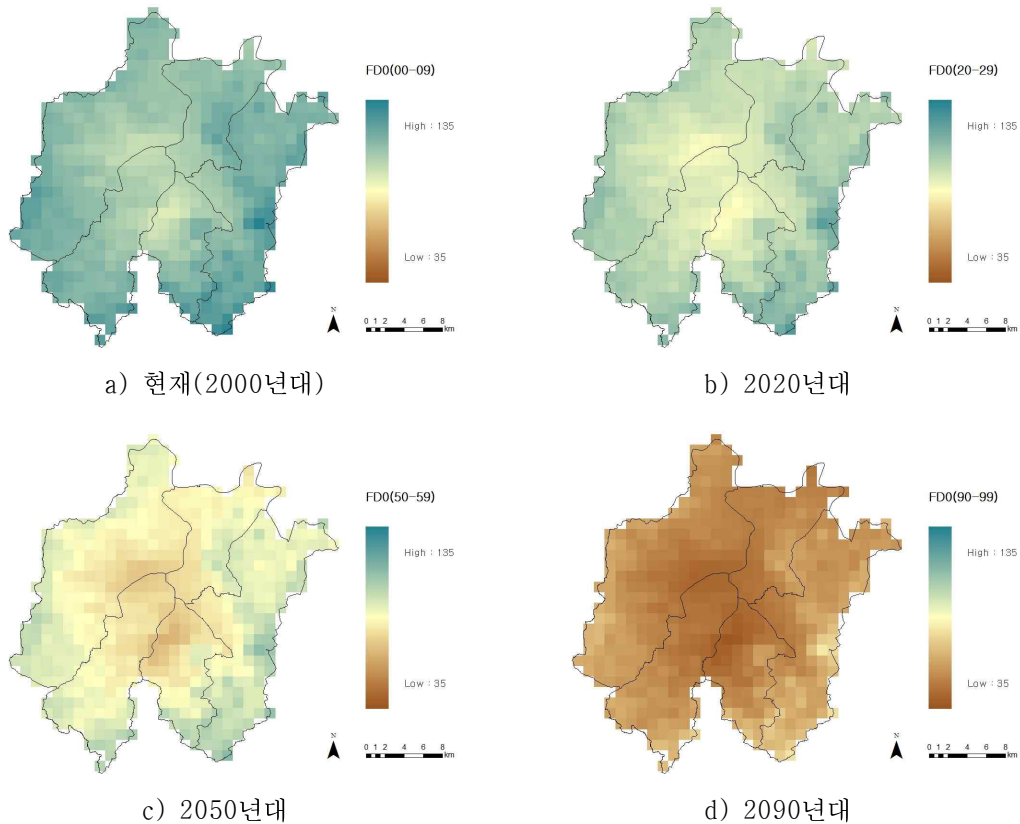 FD0(00-09)
High : 135
Low : 35
N
0 1 2 4 6 8 km
a) 현재(2000년대)
FD0(20-29)
High : 135
Low : 35
N
0 1 2 4 6 8 km
b) 2020년대
FD0(50-59)
High : 135
Low : 35
N
0 1 2 4 6 8 km
c) 2050년대
FD0(90-99)
High : 135
Low : 35
N
0 1 2 4 6 8 km
d) 2090년대